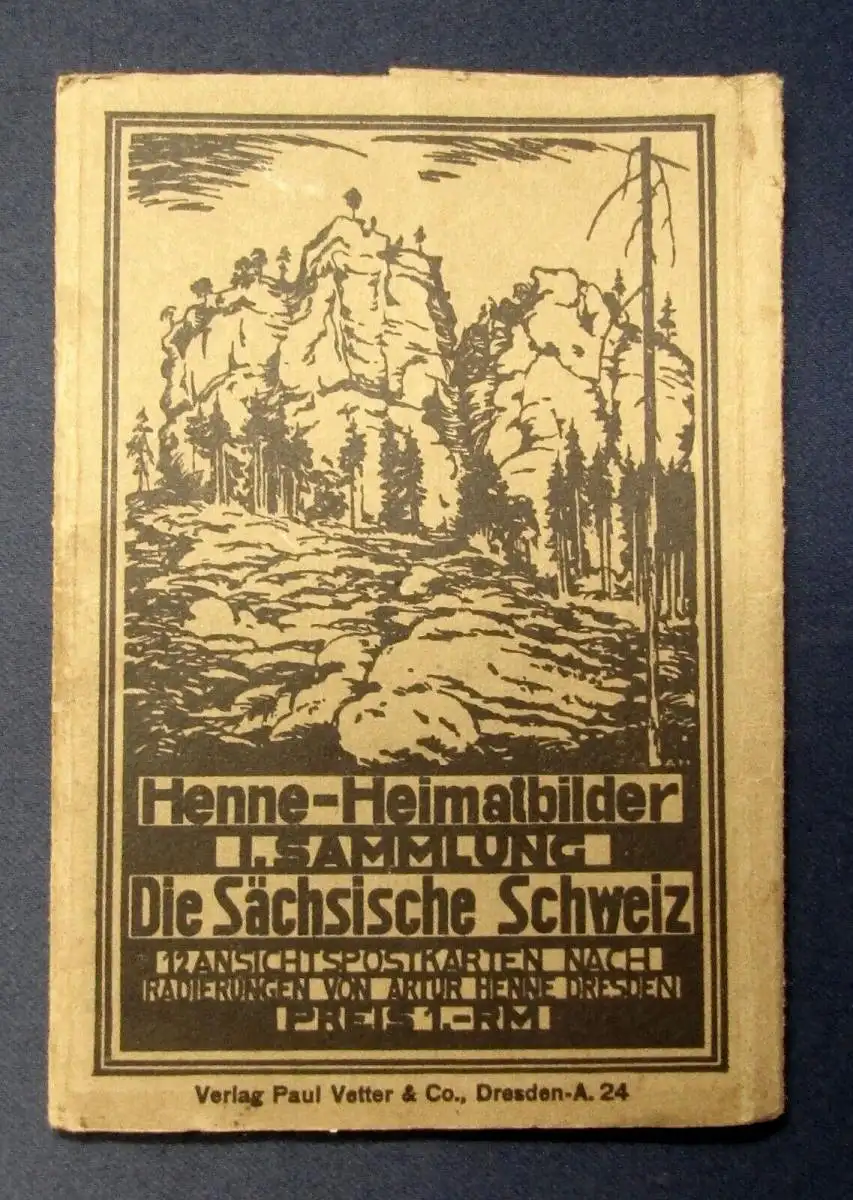 AH
Henne-Heimatbilder
I. SAMMLUNG
Die Sächsische Schweiz
12 ANSICHTSPOSTKARTEN NACH
RADIERUNGEN VON ARTUR HENNE DRESDEN
PREIS 1.-RM
Verlag Paul Vetter & Co., Dresden-A. 24